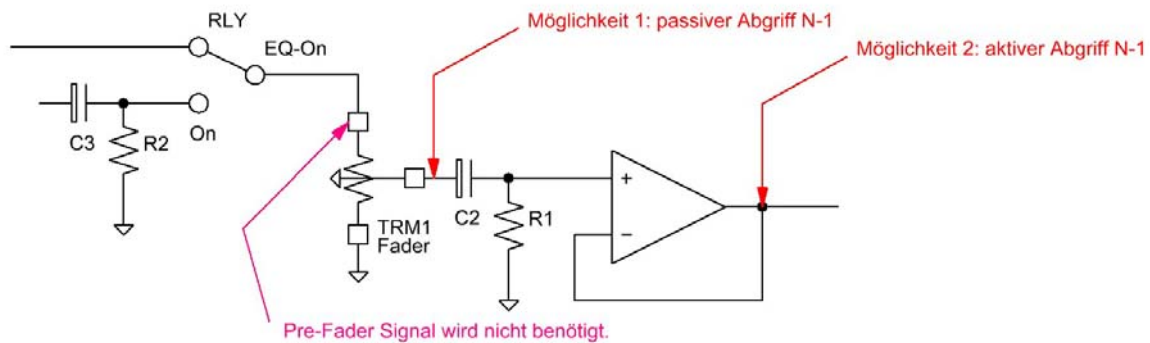 Möglichkeit 1: passiver Abgriff N-1
RLY
EQ-On
Möglichkeit 2: aktiver Abgriff N-1
C3
R2
On
+
C2
R1
TRM1
Fader
−
Pre-Fader Signal wird nicht benötigt.